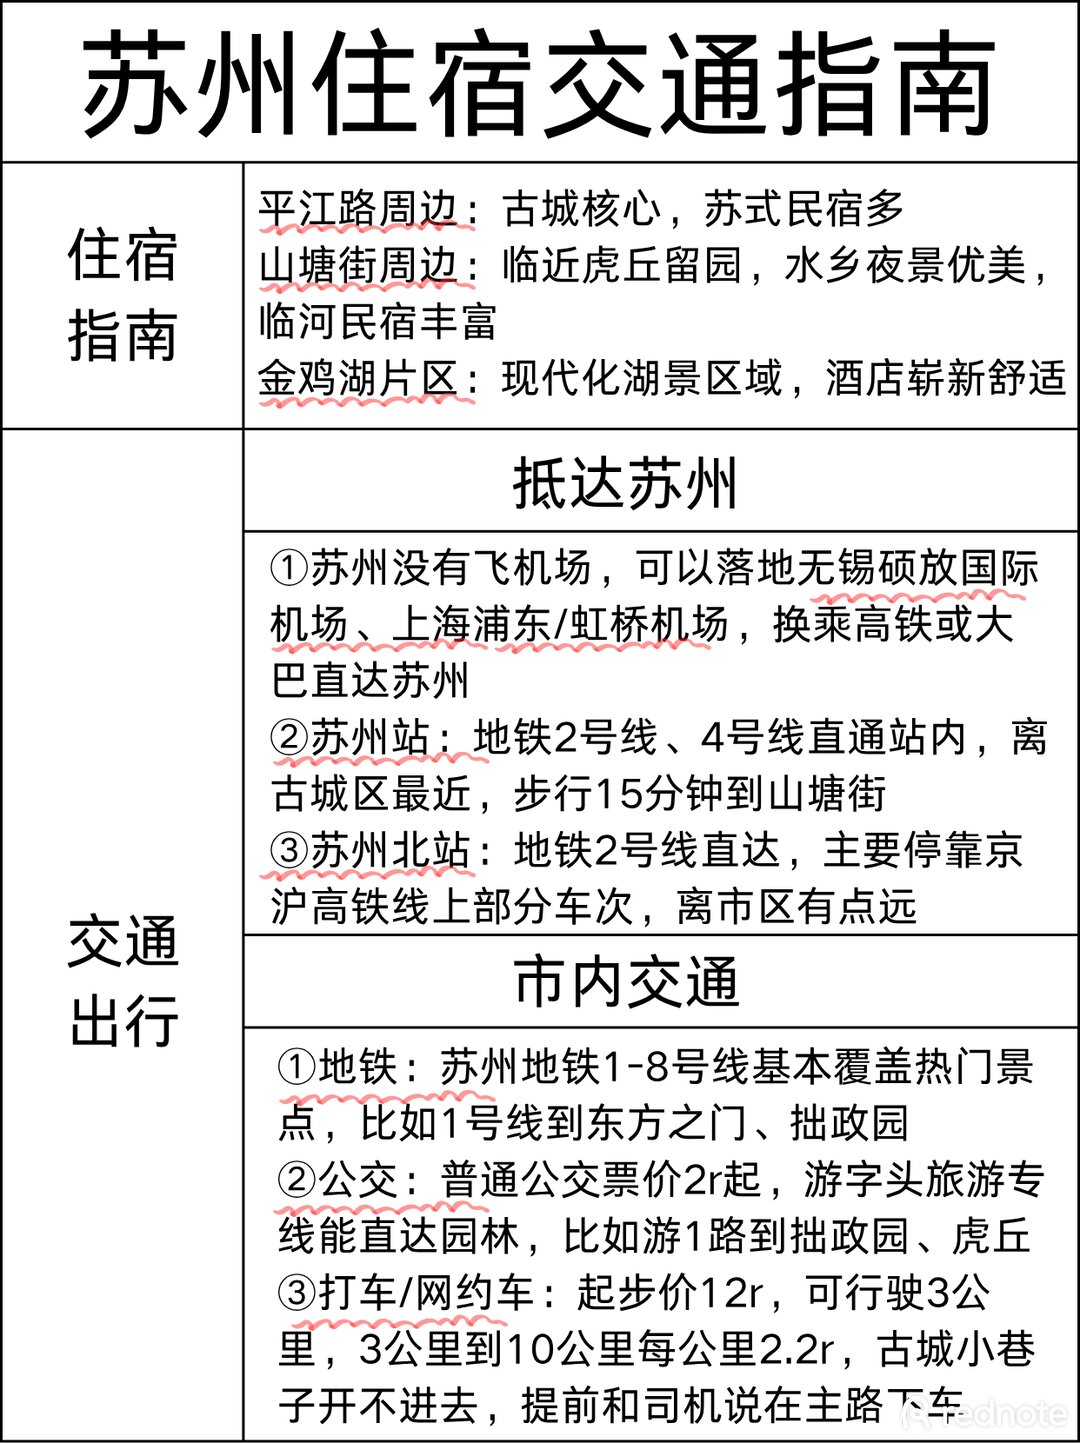 苏州住宿交通指南
住宿
指南
平江路周边：古城核心，苏式民宿多
山塘街周边：临近虎丘留园，水乡夜景优美，
临河民宿丰富
金鸡湖片区：现代化湖景区域，酒店崭新舒适
交通
出行
抵达苏州
①苏州没有飞机场，可以落地无锡硕放国际
机场、上海浦东/虹桥机场，换乘高铁或大
巴直达苏州
②苏州站：地铁2号线、4号线直通站内，离
古城区最近，步行15分钟到山塘街
③苏州北站：地铁2号线直达，主要停靠京
沪高铁线上部分车次，离市区有点远
市内交通
①地铁：苏州地铁1-8号线基本覆盖热门景
点，比如1号线到东方之门、拙政园
②公交：普通公交票价2r起，游字头旅游专
线能直达园林，比如游1路到拙政园、虎丘
③打车/网约车：起步价12r，可行驶3公
里，3公里到10公里每公里2.2r，古城小巷
子开不进去，提前和司机说在主路下车
rednote